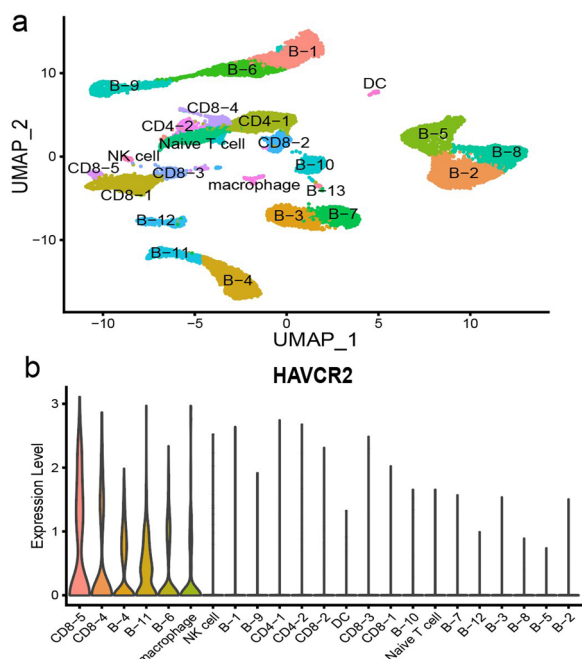 a
B-1
B-6
B-9
DC
CD8-4
CD4-2
CD4-1
Naive T cell
CD8-2
B-5
B-8
NK cell
B-10
CD8-5
CD8-3
B-2
macrophage
CD8-1
B-13
B-12
B-3
B-7
B-11
B-4
UMAP_2
10
0
−10
−10
−5
0
5
10
UMAP_1
b
HAVCR2
Expression Level
3
2
1
0
CD8-5
CD8-4
B-4
B-11
B-6
macrophage
NK cell
B-1
B-9
CD4-1
CD4-2
CD8-2
DC
CD8-3
CD8-1
B-10
Naive T cell
B-7
B-12
B-3
B-8
B-5
B-2